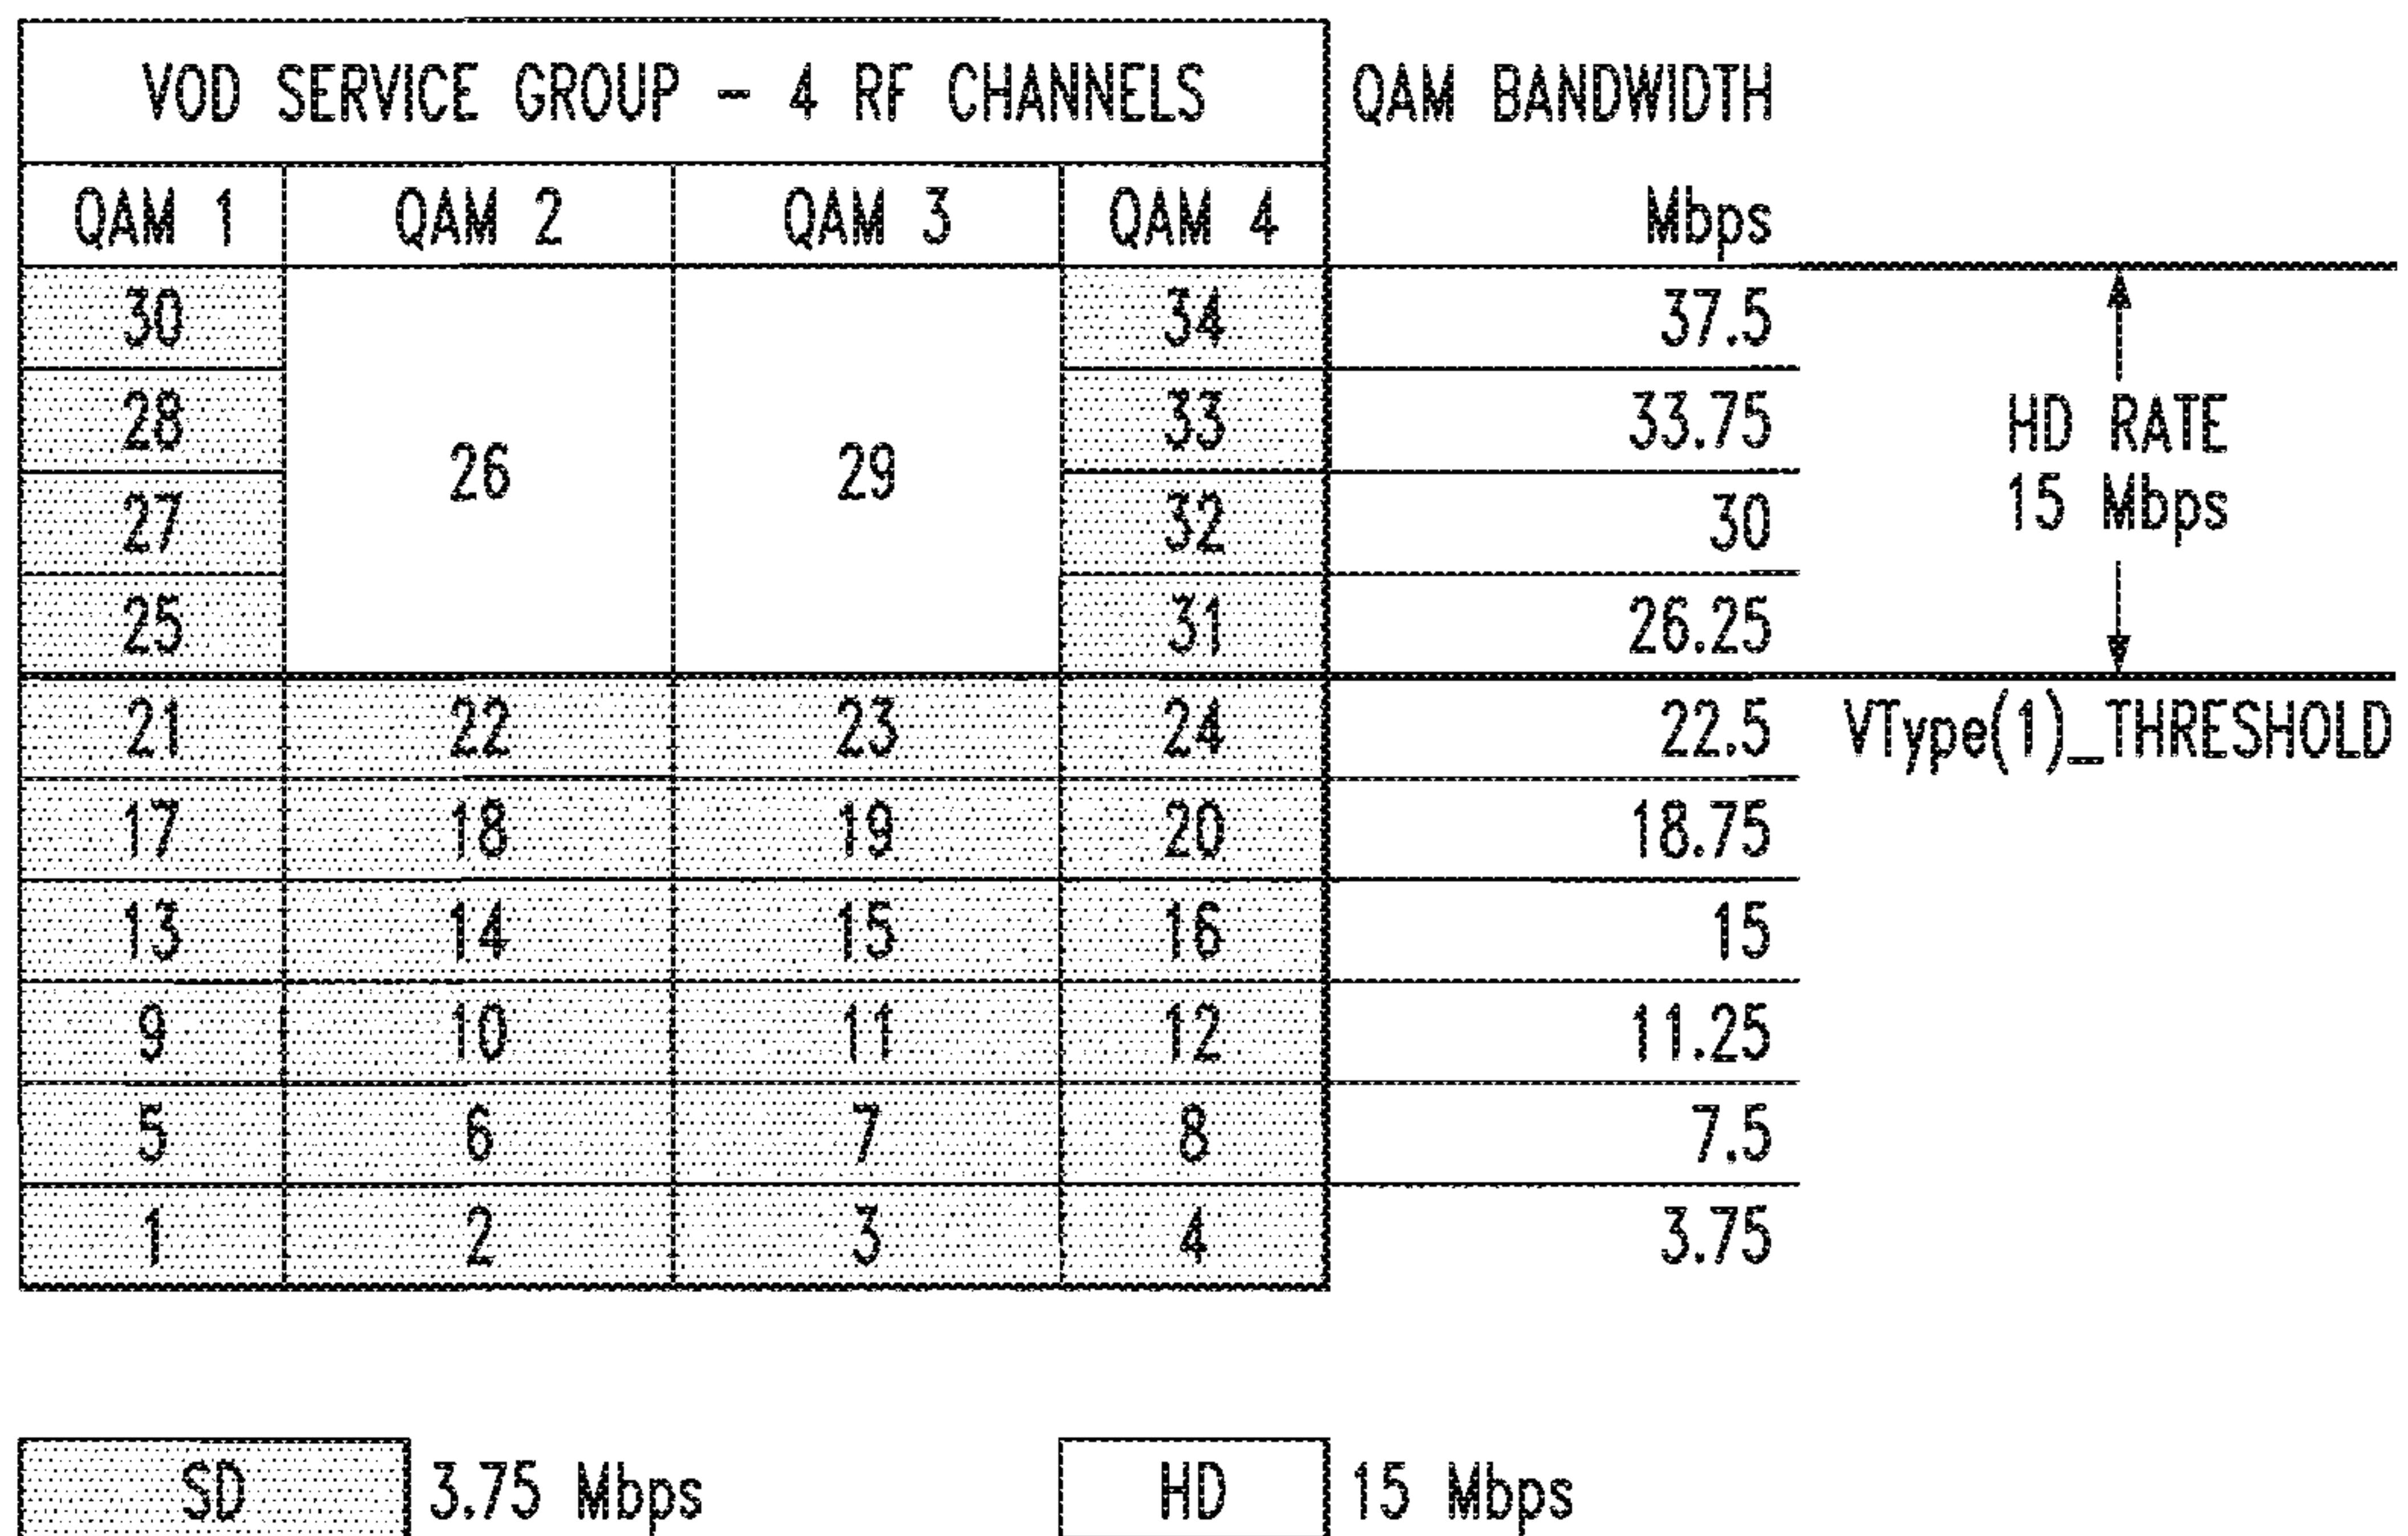 VOD SERVICE GROUP – 4 RF CHANNELS QAM BANDWIDTH
QAM 1 QAM 2 QAM 3 QAM 4 Mbps
30 34 37.5
28 33 33.75 HD RATE
26 29
27 32 30 15 Mbps
25 31 26.25
21 22 23 24 22.5 VType(1)_THRESHOLD
17 18 19 20 18.75
13 14 15 16 15
9 10 11 12 11.25
5 6 7 8 7.5
1 2 3 4 3.75
SD 3.75 Mbps HD 15 Mbps